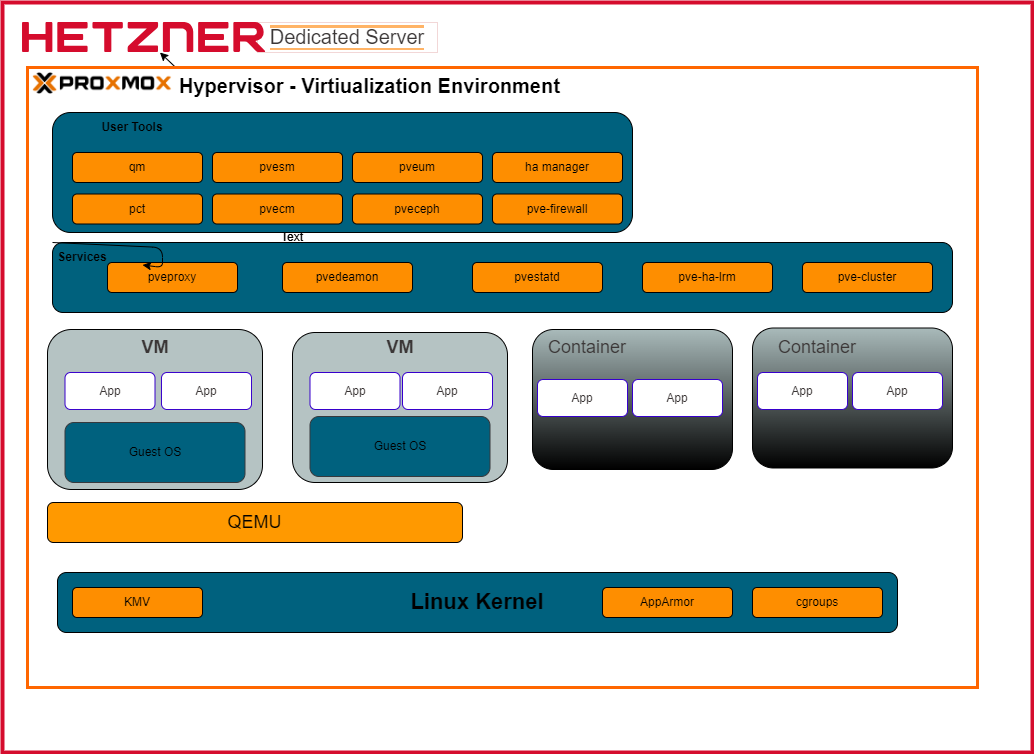 HETZNER Dedicated Server
PROXMOX Hypervisor - Virtiualization Environment
User Tools
qm pvesm pveum ha manager
pct pvecm pveceph pve-firewall
Text
Services
pveproxy pvedeamon pvestatd pve-ha-lrm pve-cluster
VM VM Container Container
App App App App App App App App
Guest OS Guest OS
QEMU
KMV Linux Kernel AppArmor cgroups